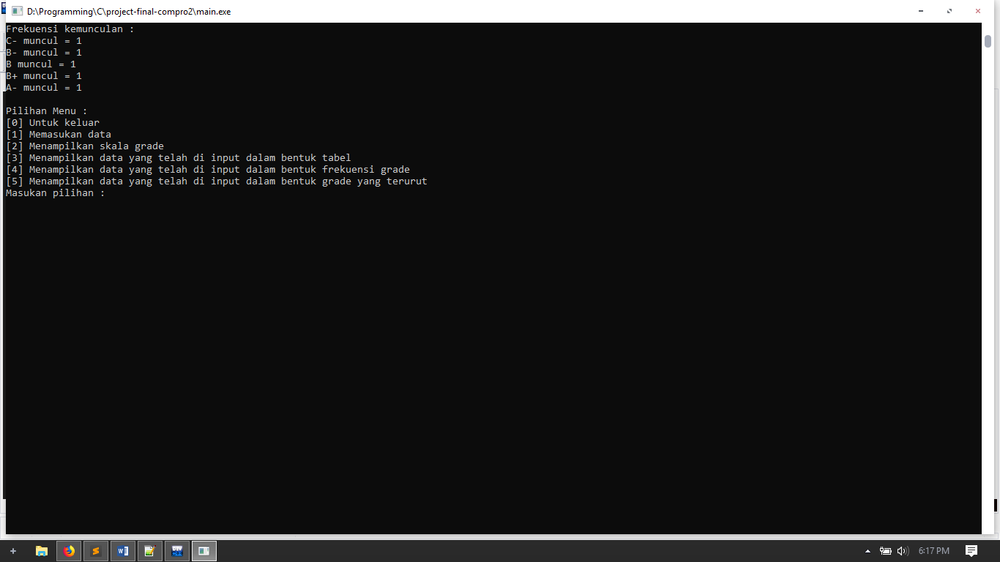 D:\Programming\C\project-final-compro2\main.exe
Frekuensi kemunculan :
C- muncul = 1
B- muncul = 1
B muncul = 1
B+ muncul = 1
A- muncul = 1
Pilihan Menu :
[0] Untuk keluar
[1] Memasukan data
[2] Menampilkan skala grade
[3] Menampilkan data yang telah di input dalam bentuk tabel
[4] Menampilkan data yang telah di input dalam bentuk frekuensi grade
[5] Menampilkan data yang telah di input dalam bentuk grade yang terurut
Masukan pilihan :
DEV
6:17 PM